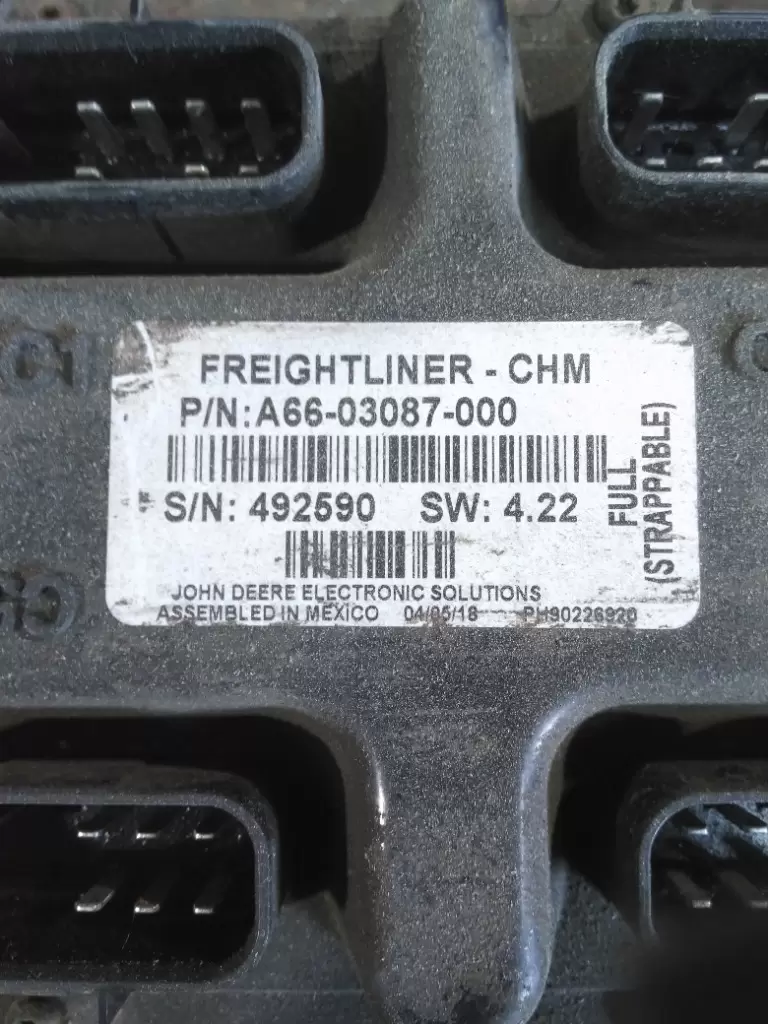 FREIGHTLINER - CHM
P/N: A66-03087-000
S/N: 492590 SW: 4.22
FULL
(STRAPPABLE)
JOHN DEERE ELECTRONIC SOLUTIONS
ASSEMBLED IN MEXICO 04/05/18 PH90226920